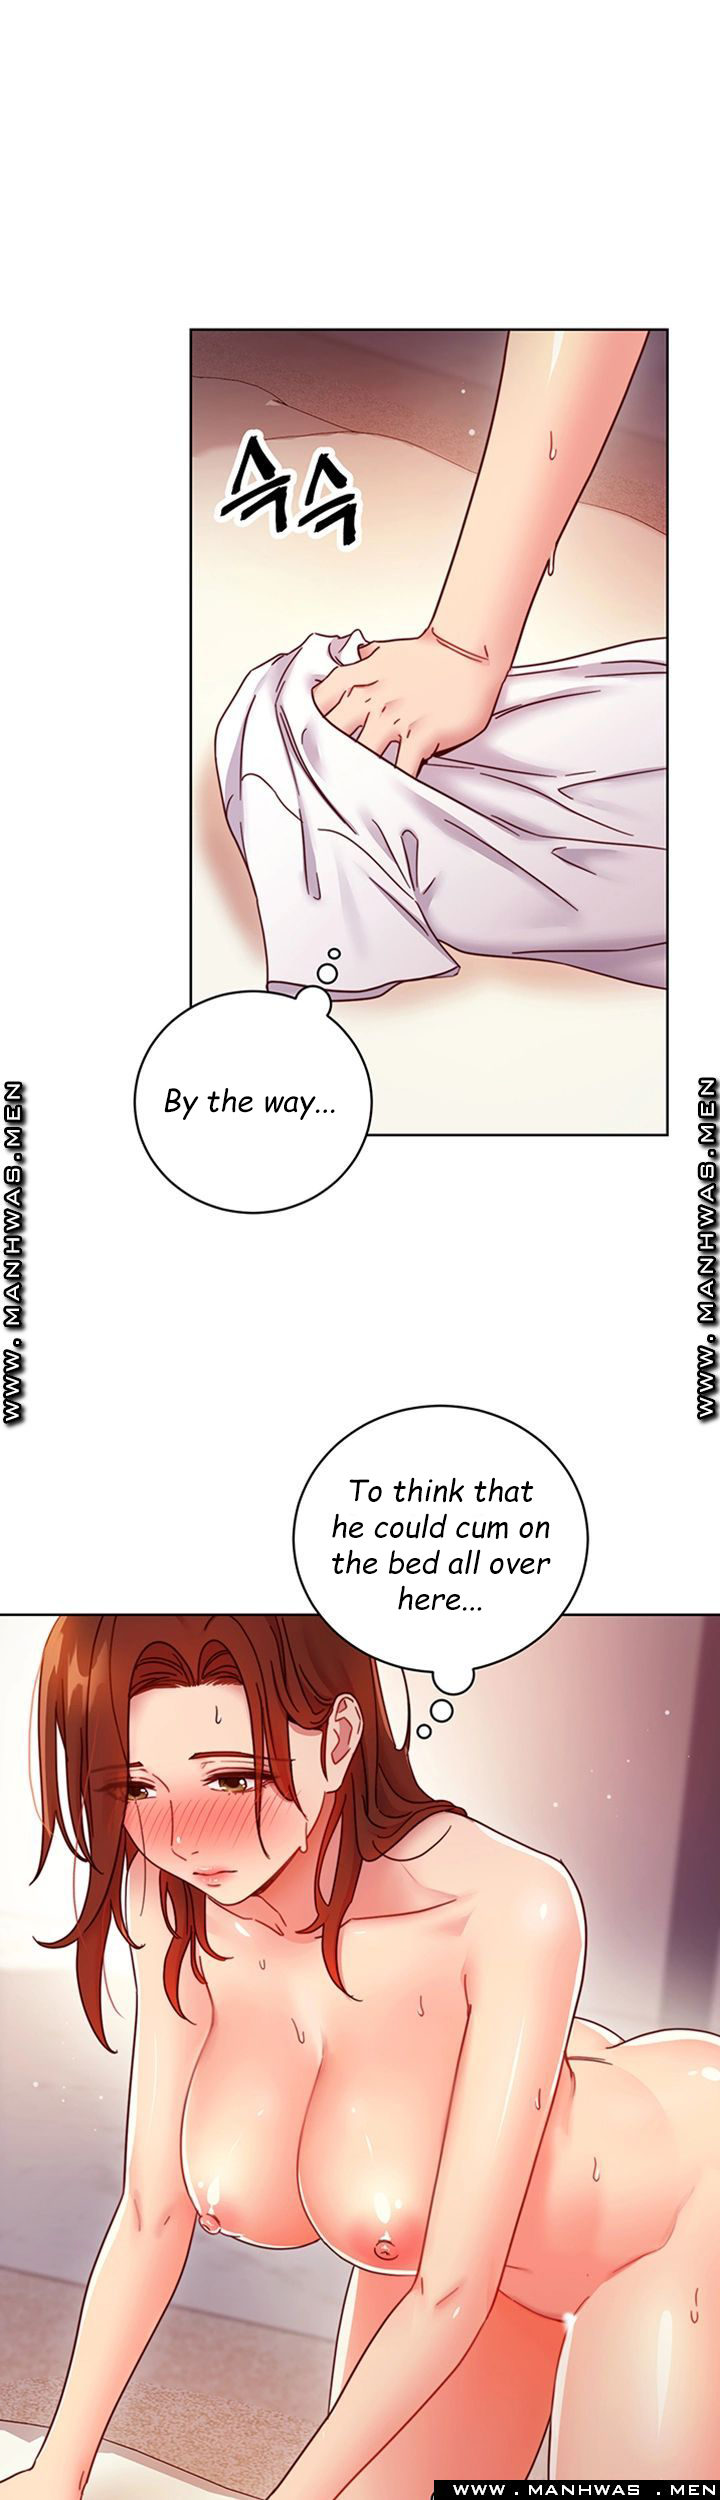 슥슥
By the way...
WWW.MANHWAS.MEN
WWW.MANHWAS.MEN
To think that
he could cum on
the bed all over
here...
WWW.MANHWAS.MEN